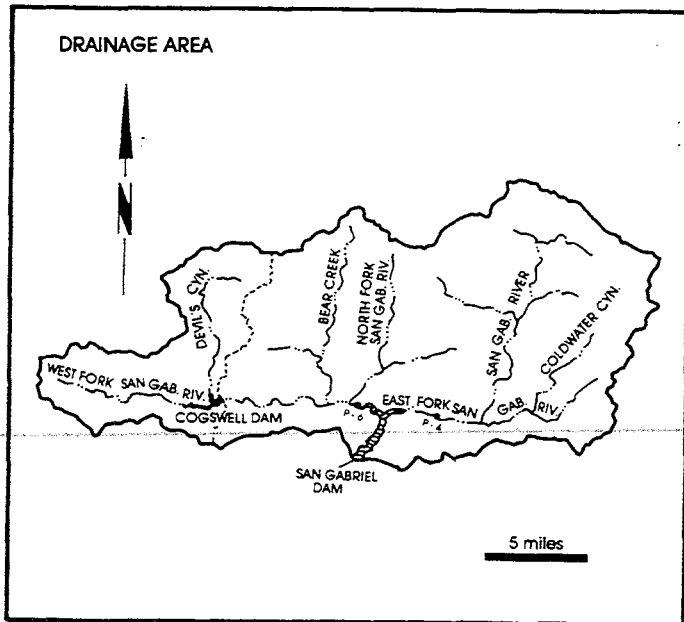 DRAINAGE AREA
N
DEVIL'S CYN.
BEAR CREEK
NORTH FORK
SAN GAB. RIV.
SAN GAB. RIVER
COLDWATER CYN.
WEST FORK SAN GAB. RIV.
COGSWELL DAM
P-6
EAST FORK SAN GAB. RIV.
P-4
SAN GABRIEL
DAM
5 miles